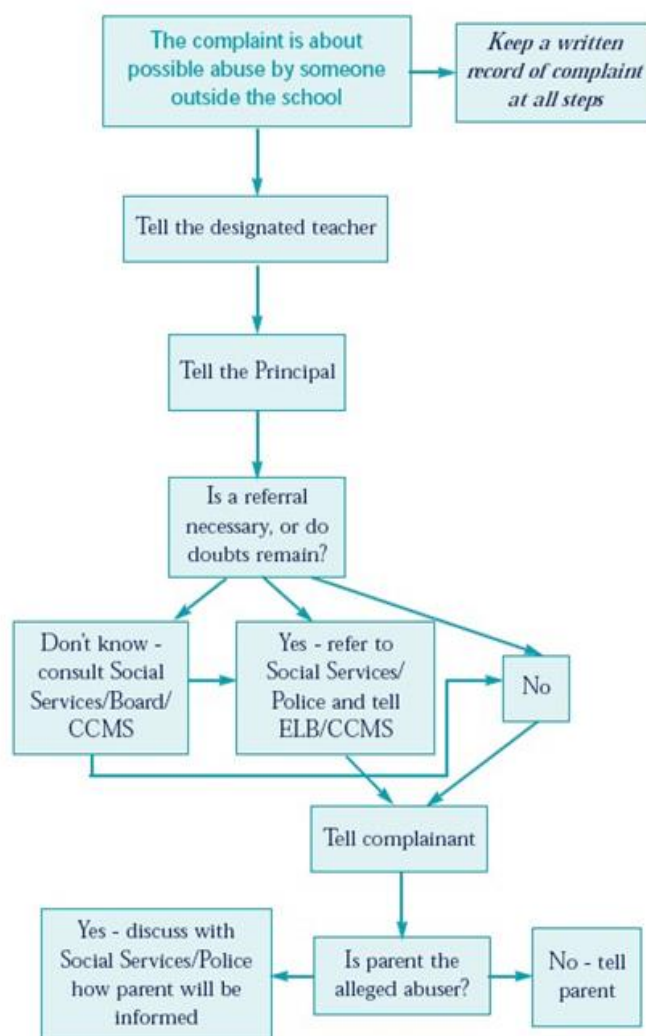 The complaint is about
possible abuse by someone
outside the school
Keep a written
record of complaint
at all steps
Tell the designated teacher
Tell the Principal
Is a referral
necessary, or do
doubts remain?
Don't know -
consult Social
Services/Board/
CCMS
Yes - refer to
Social Services/
Police and tell
ELB/CCMS
No
Tell complainant
Yes - discuss with
Social Services/Police
how parent will be
informed
Is parent the
alleged abuser?
No - tell
parent